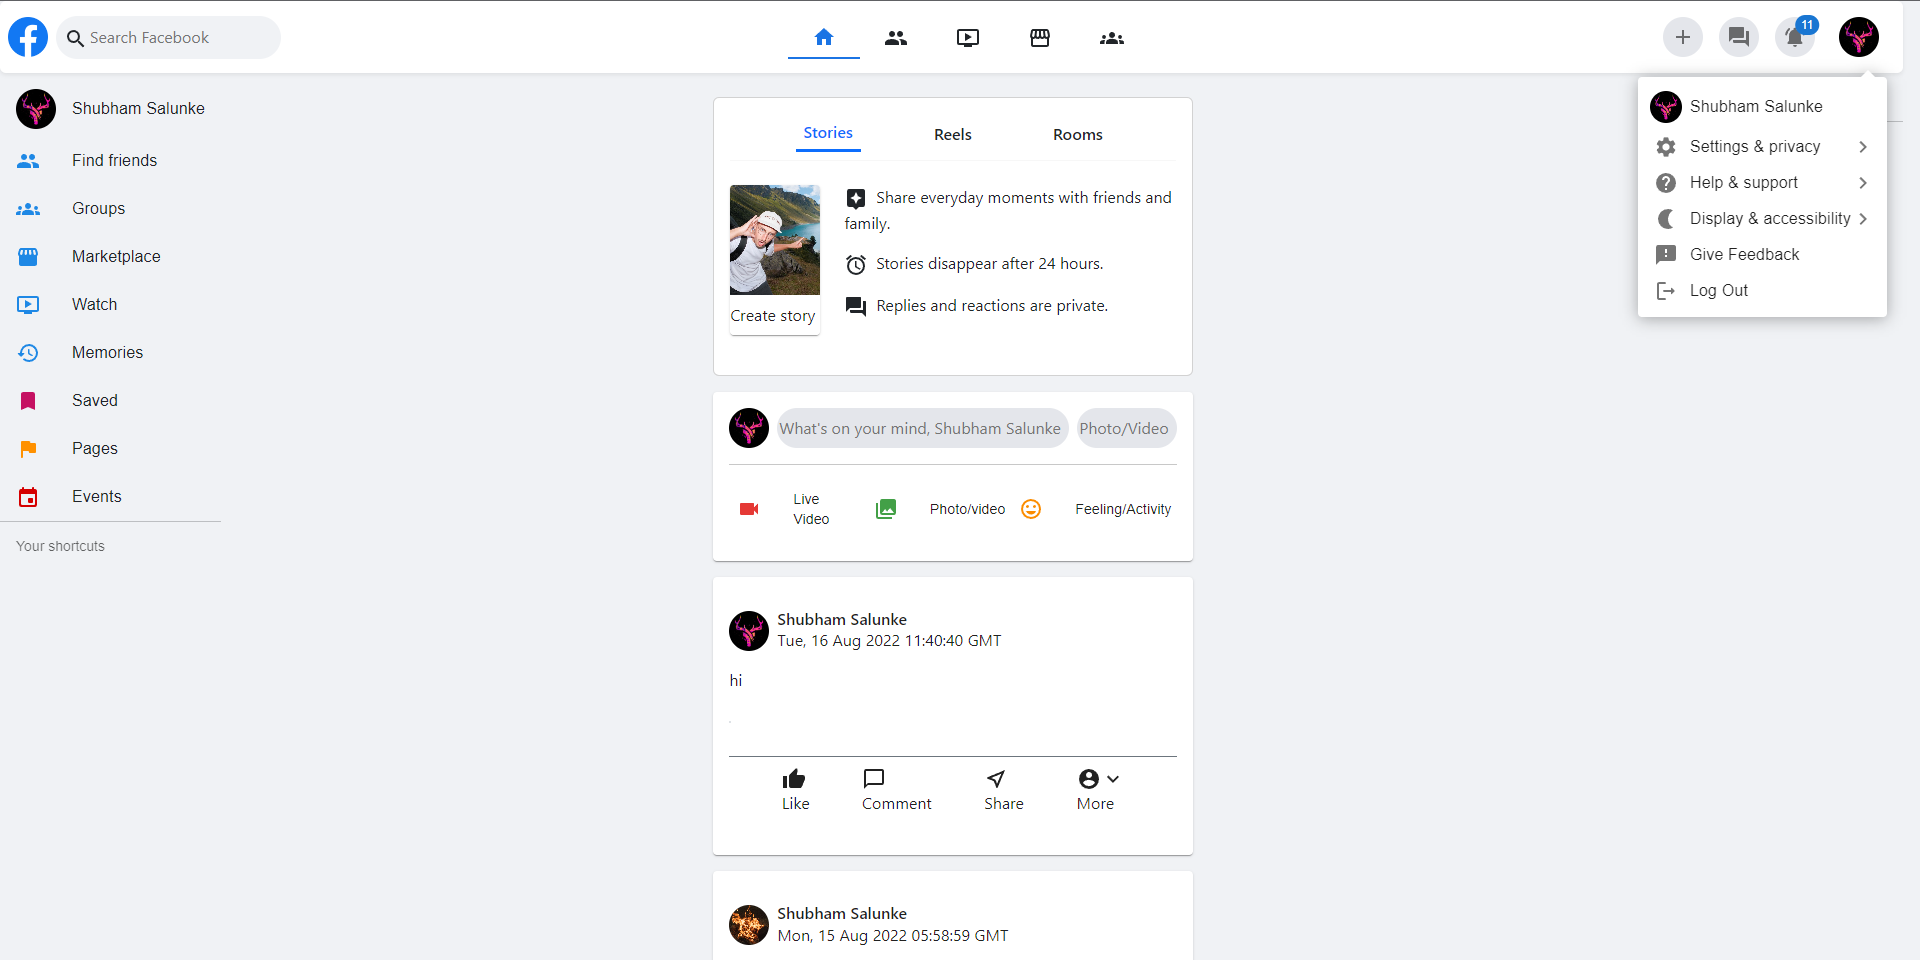 Search Facebook
11
Shubham Salunke
Find friends
Groups
Marketplace
Watch
Memories
Saved
Pages
Events
Your shortcuts
Stories Reels Rooms
Share everyday moments with friends and
family.
Stories disappear after 24 hours.
Replies and reactions are private.
Create story
What's on your mind, Shubham Salunke Photo/Video
Live
Video
Photo/video
Feeling/Activity
Shubham Salunke
Tue, 16 Aug 2022 11:40:40 GMT
hi
Like Comment Share More
Shubham Salunke
Mon, 15 Aug 2022 05:58:59 GMT
Shubham Salunke
Settings & privacy
Help & support
Display & accessibility
Give Feedback
Log Out